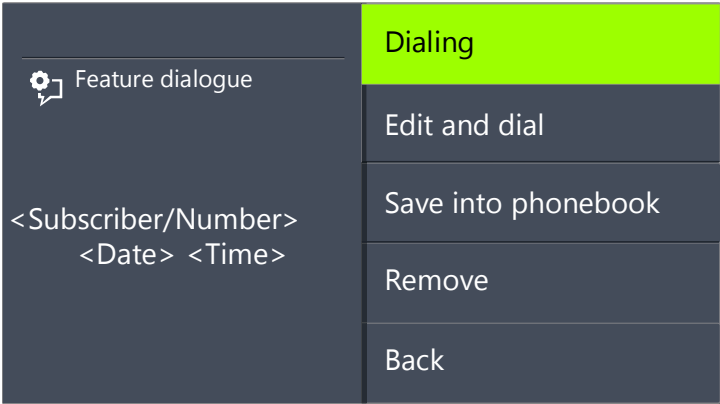 Feature dialogue
<Subscriber/Number>
<Date> <Time>
Dialing
Edit and dial
Save into phonebook
Remove
Back